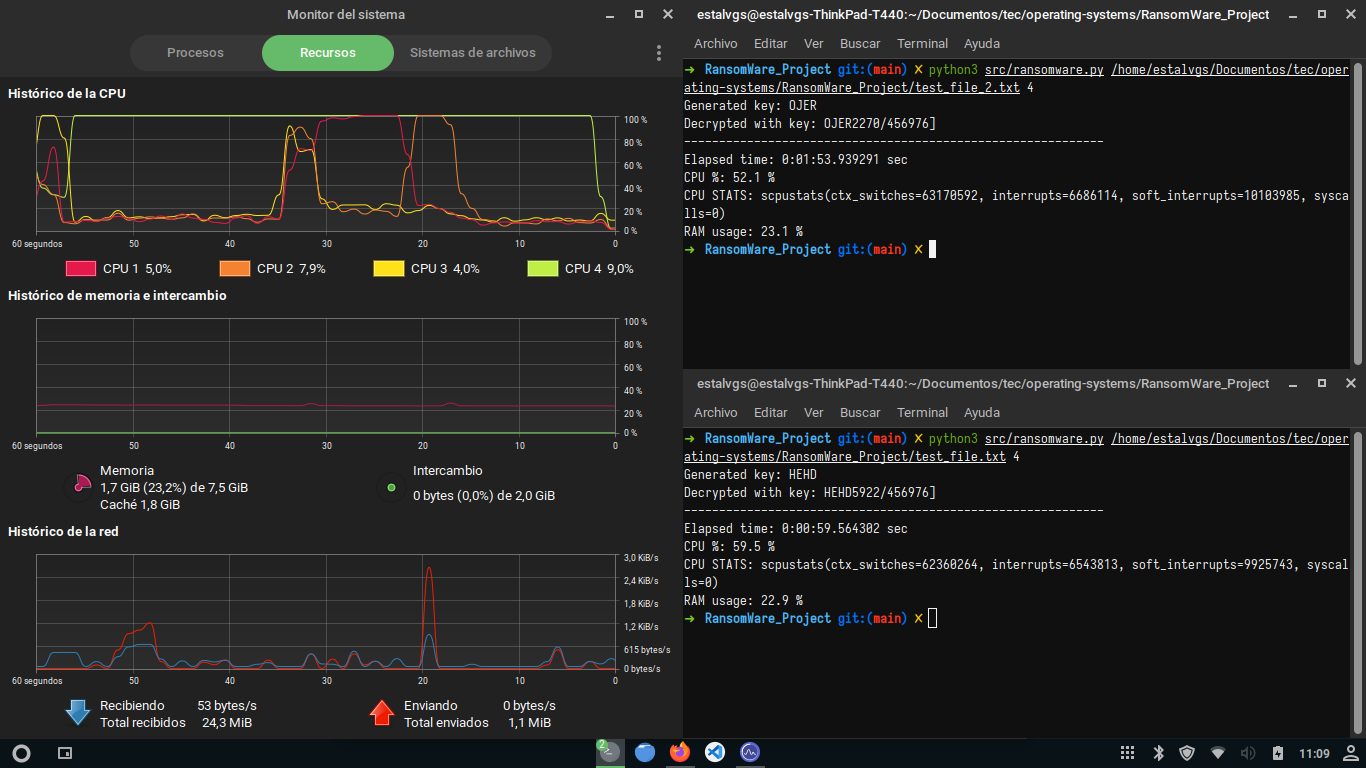 Monitor del sistema
Procesos
Recursos
Sistemas de archivos
Histórico de la CPU
100 %
80 %
60 %
40 %
20 %
0 %
60 segundos 50 40 30 20 10 0
CPU 1 5,0% CPU 2 7,9% CPU 3 4,0% CPU 4 9,0%
Histórico de memoria e intercambio
100 %
80 %
60 %
40 %
20 %
0 %
60 segundos 50 40 30 20 10 0
Memoria
1,7 GiB (23,2%) de 7,5 GiB
Caché 1,8 GiB
Intercambio
0 bytes (0,0%) de 2,0 GiB
Histórico de la red
3,0 KiB/s
2,4 KiB/s
1,8 KiB/s
1,2 KiB/s
615 bytes/s
0 bytes/s
60 segundos 50 40 30 20 10 0
Recibiendo 53 bytes/s
Total recibidos 24,3 MiB
Enviando 0 bytes/s
Total enviados 1,1 MiB
estalvgs@estalvgs-ThinkPad-T440:~/Documentos/tec/operating-systems/RansomWare_Project
Archivo Editar Ver Buscar Terminal Ayuda
➜ RansomWare_Project git:(main) ✗ python3 src/ransomware.py /home/estalvgs/Documentos/tec/oper
ating-systems/RansomWare_Project/test_file_2.txt 4
Generated key: OJER
Decrypted with key: OJER2270/456976]
------------------------------------------------------------
Elapsed time: 0:01:53.939291 sec
CPU %: 52.1 %
CPU STATS: scpustats(ctx_switches=63170592, interrupts=6686114, soft_interrupts=10103985, sysca
lls=0)
RAM usage: 23.1 %
➜ RansomWare_Project git:(main) ✗
estalvgs@estalvgs-ThinkPad-T440:~/Documentos/tec/operating-systems/RansomWare_Project
Archivo Editar Ver Buscar Terminal Ayuda
➜ RansomWare_Project git:(main) ✗ python3 src/ransomware.py /home/estalvgs/Documentos/tec/oper
ating-systems/RansomWare_Project/test_file.txt 4
Generated key: HEHD
Decrypted with key: HEHD5922/456976]
------------------------------------------------------------
Elapsed time: 0:00:59.564302 sec
CPU %: 59.5 %
CPU STATS: scpustats(ctx_switches=62360264, interrupts=6543813, soft_interrupts=9925743, syscal
ls=0)
RAM usage: 22.9 %
➜ RansomWare_Project git:(main) ✗
2
11:09